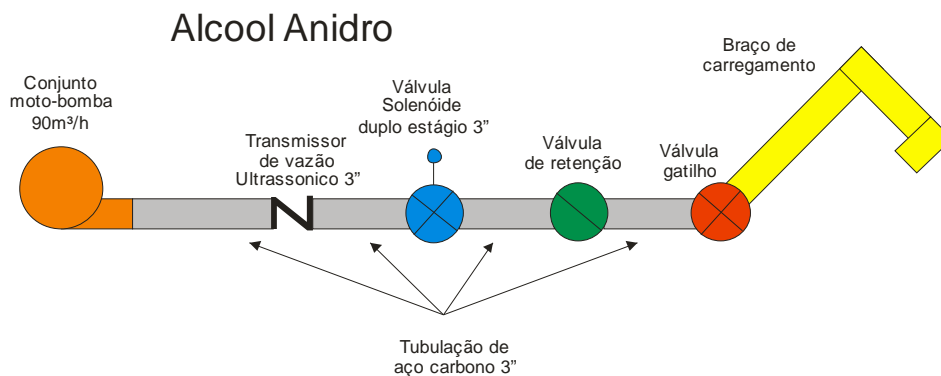 Alcool Anidro
Conjunto
moto-bomba
90m³/h
Transmissor
de vazão
Ultrassonico 3”
Válvula
Solenóide
duplo estágio 3”
Válvula
de retenção
Válvula
gatilho
Braço de
carregamento
Tubulação de
aço carbono 3”